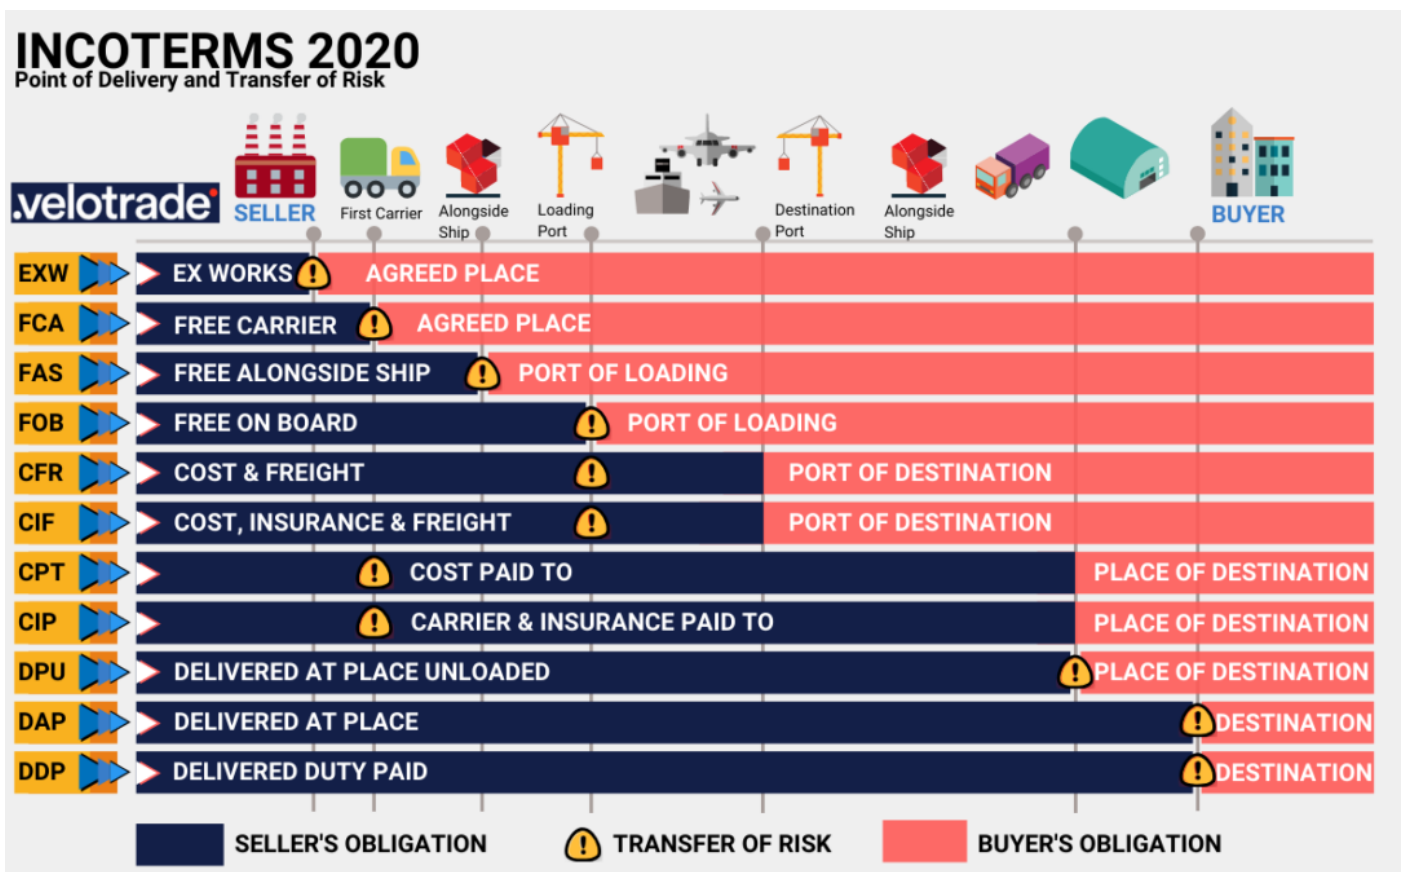 INCOTERMS 2020
Point of Delivery and Transfer of Risk
.velotrade
SELLER
First Carrier
Alongside
Ship
Loading
Port
Destination
Port
Alongside
Ship
BUYER
EXW EX WORKS AGREED PLACE
FCA FREE CARRIER AGREED PLACE
FAS FREE ALONGSIDE SHIP PORT OF LOADING
FOB FREE ON BOARD PORT OF LOADING
CFR COST & FREIGHT PORT OF DESTINATION
CIF COST, INSURANCE & FREIGHT PORT OF DESTINATION
CPT COST PAID TO PLACE OF DESTINATION
CIP CARRIER & INSURANCE PAID TO PLACE OF DESTINATION
DPU DELIVERED AT PLACE UNLOADED PLACE OF DESTINATION
DAP DELIVERED AT PLACE DESTINATION
DDP DELIVERED DUTY PAID DESTINATION
SELLER'S OBLIGATION TRANSFER OF RISK BUYER'S OBLIGATION